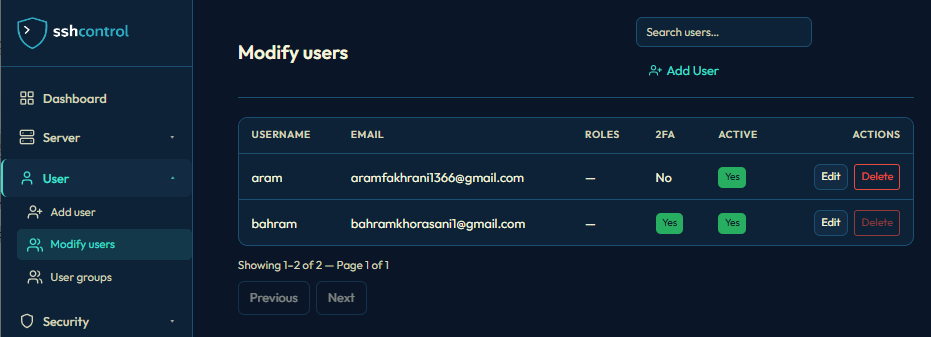 sshcontrol
Dashboard
Server
User
Add user
Modify users
User groups
Security
Modify users
Search users...
Add User
USERNAME EMAIL ROLES 2FA ACTIVE ACTIONS
aram aramfakhrani1366@gmail.com — No Yes Edit Delete
bahram bahramkhorasani1@gmail.com — Yes Yes Edit Delete
Showing 1–2 of 2 — Page 1 of 1
Previous Next